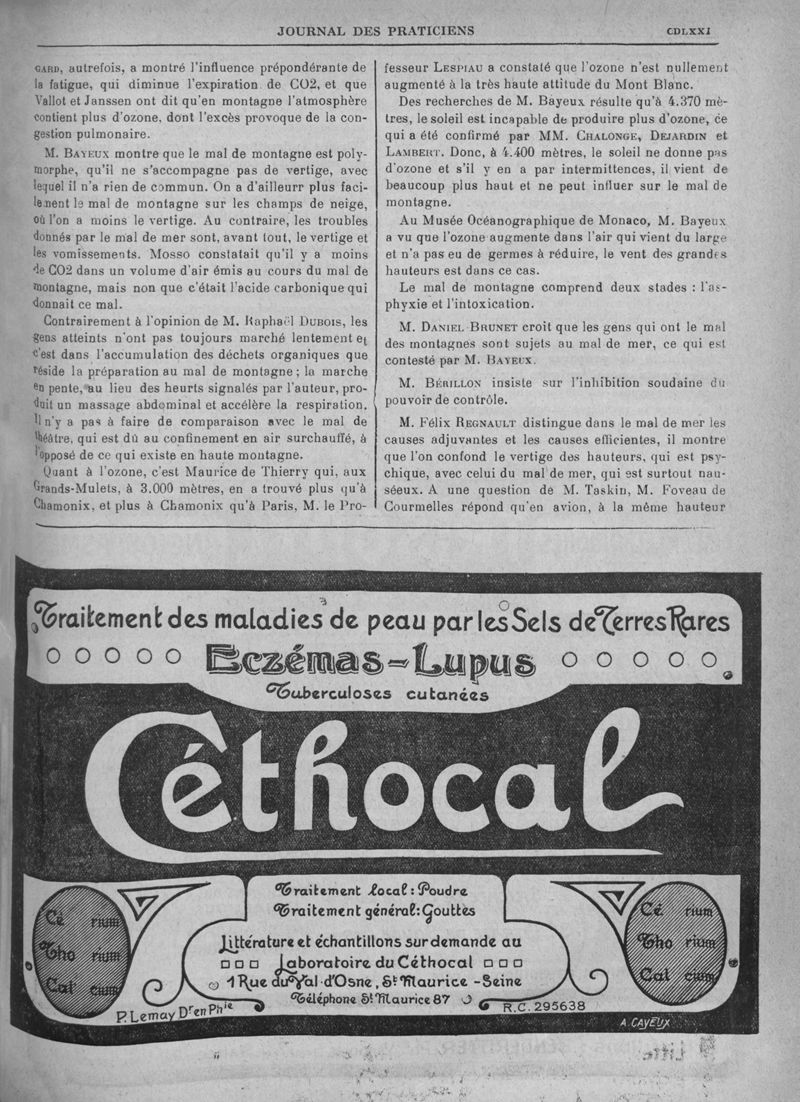 JOURNAL DES PRATICIENS
CDLXXI
GARD, autrefois, a montré l'influence prépondérante de
la fatigue, qui diminue l'expiration de CO2, et que
Vallot et Janssen ont dit qu'en montagne l'atmosphère
contient plus d'ozone, dont l'excès provoque de la con-
gestion pulmonaire.
M. BAYEUX montre que le mal de montagne est poly-
morphe, qu'il ne s'accompagne pas de vertige, avec
lequel il n'a rien de commun. On a d'ailleurr plus faci-
lement le mal de montagne sur les champs de neige,
où l'on a moins le vertige. Au contraire, les troubles
donnés par le mal de mer sont, avant tout, le vertige et
les vomissements. Mosso constatait qu'il y a moins
de CO2 dans un volume d'air émis au cours du mal de
montagne, mais non que c'était l'acide carbonique qui
donnait ce mal.
Contrairement à l'opinion de M. Raphaël DUBOIS, les
gens atteints n'ont pas toujours marché lentement et
c'est dans l'accumulation des déchets organiques que
réside la préparation au mal de montagne ; la marche
en pente, au lieu des heurts signalés par l'auteur, pro-
duit un massage abdominal et accélère la respiration.
Il n'y a pas à faire de comparaison avec le mal de
théâtre, qui est dû au confinement en air surchauffé, à
l'opposé de ce qui existe en haute montagne.
Quant à l'ozone, c'est Maurice de Thierry qui, aux
Grands-Mulets, à 3.000 mètres, en a trouvé plus qu'à
Chamonix, et plus à Chamonix qu'à Paris, M. le Pro-
fesseur LESPIAU a constaté que l'ozone n'est nullement
augmenté à la très haute attitude du Mont Blanc.
Des recherches de M. Bayeux résulte qu'à 4.370 mè-
tres, le soleil est incapable de produire plus d'ozone, ce
qui a été confirmé par MM. CHALONGE, DEJARDIN et
LAMBERT. Donc, à 4.400 mètres, le soleil ne donne pas
d'ozone et s'il y en a par intermittences, il vient de
beaucoup plus haut et ne peut influer sur le mal de
montagne.
Au Musée Océanographique de Monaco, M. Bayeux
a vu que l'ozone augmente dans l'air qui vient du large
et n'a pas eu de germes à réduire, le vent des grandes
hauteurs est dans ce cas.
Le mal de montagne comprend deux stades : l'as-
phyxie et l'intoxication.
M. DANIEL BRUNET croit que les gens qui ont le mal
des montagnes sont sujets au mal de mer, ce qui est
contesté par M. BAYEUX.
M. BÉRILLON insiste sur l'inhibition soudaine du
pouvoir de contrôle.
M. Félix REGNAULT distingue dans le mal de mer les
causes adjuvantes et les causes efficientes, il montre
que l'on confond le vertige des hauteurs, qui est psy-
chique, avec celui du mal de mer, qui est surtout nau-
séeux. A une question de M. Taskin, M. Foveau de
Courmelles répond qu'en avion, à la même hauteur
Traitement des maladies de peau par les Sels de Terres Rares
Eczémas - Lupus
Tuberculoses cutanées
Céthocal
Traitement local : Poudre
Traitement général : Gouttes
Littérature et échantillons sur demande au
Laboratoire du Céthocal
1 Rue du Val d'Osne, St Maurice - Seine
Téléphone St Maurice 87
Cé rium
Tho rium
Cal cium
Cé rium
Tho rium
Cal cium
P. Lemay Dr en Phie
R.C. 295638
A. CAYEUX